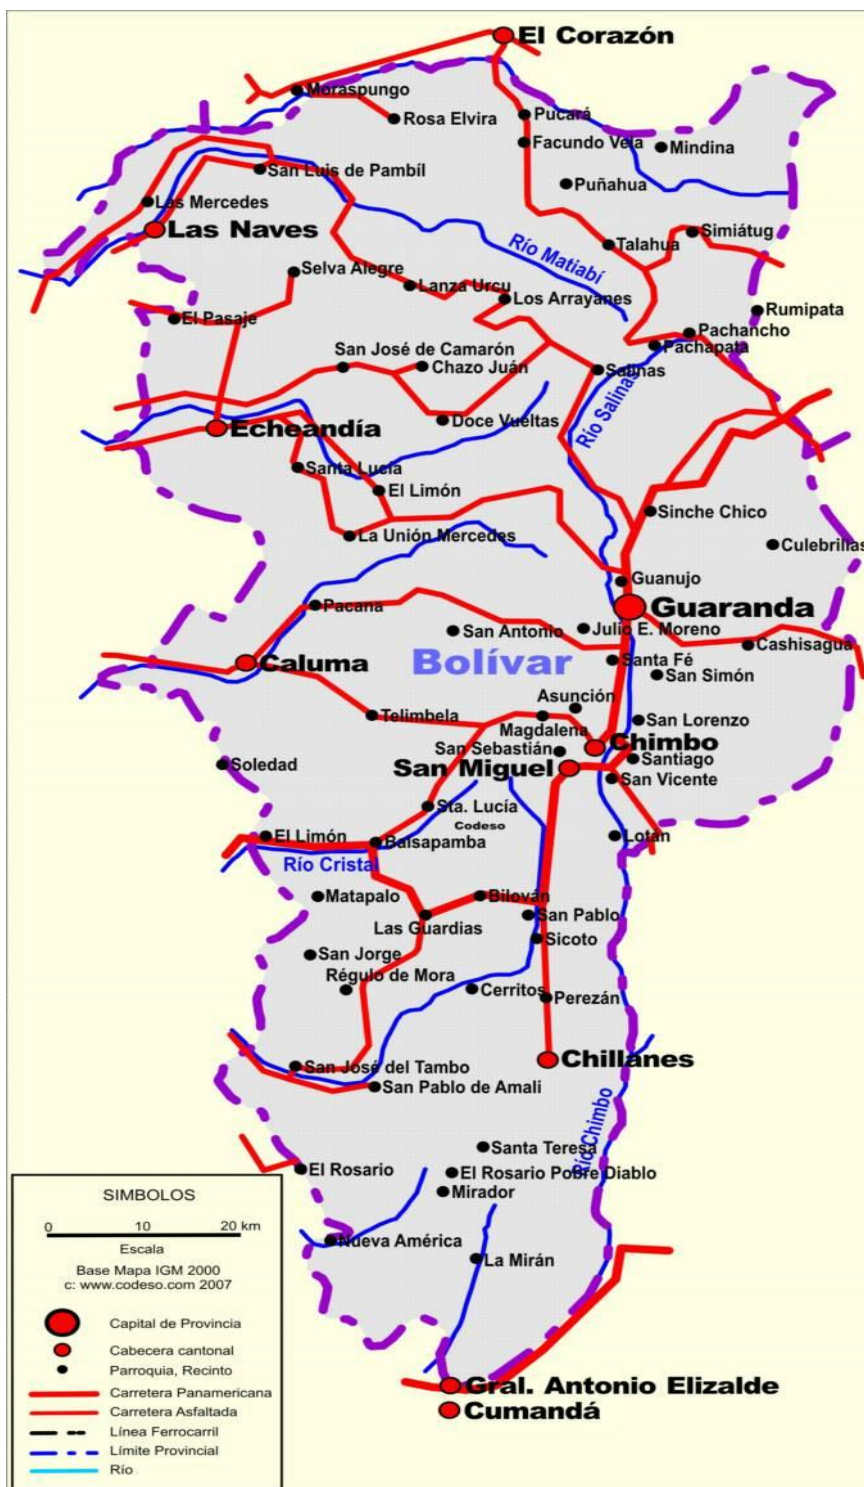 El Corazón
Moraspungo
Rosa Elvira
Pucará
Facundo Vela
Mindina
San Luis de Pambíl
Puñahua
Las Mercedes
Las Naves
Simiátug
Talahua
Río Matiabí
Selva Alegre
Lanza Urcu
Los Arrayanes
Rumipata
El Pasaje
Pachancho
Pachapata
San José de Camarón
Chazo Juán
Salinas
Río Salinas
Echeandía
Doce Vueltas
Santa Lucía
El Limón
Sinche Chico
La Unión Mercedes
Culebrillas
Guanujo
Pacana
Guaranda
San Antonio
Julio E. Moreno
Cashisagua
Caluma
Bolívar
Santa Fé
San Simón
Asunción
Telimbela
Magdalena
San Lorenzo
San Sebastián
Chimbo
Soledad
San Miguel
Santiago
San Vicente
Sta. Lucía
Codeso
El Limón
Balsapamba
Lotán
Río Cristal
Matapalo
Bilován
Las Guardias
San Pablo
Sicoto
San Jorge
Régulo de Mora
Cerritos
Perezán
San José del Tambo
Chillanes
San Pablo de Amali
Río Chimbo
Santa Teresa
El Rosario
El Rosario Pobre Diablo
Mirador
Nueva América
La Mirán
Gral. Antonio Elizalde
Cumandá
SIMBOLOS
0 10 20 km
Escala
Base Mapa IGM 2000
c: www.codeso.com 2007
Capital de Provincia
Cabecera cantonal
Parroquia, Recinto
Carretera Panamericana
Carretera Asfaltada
Línea Ferrocarril
Límite Provincial
Río